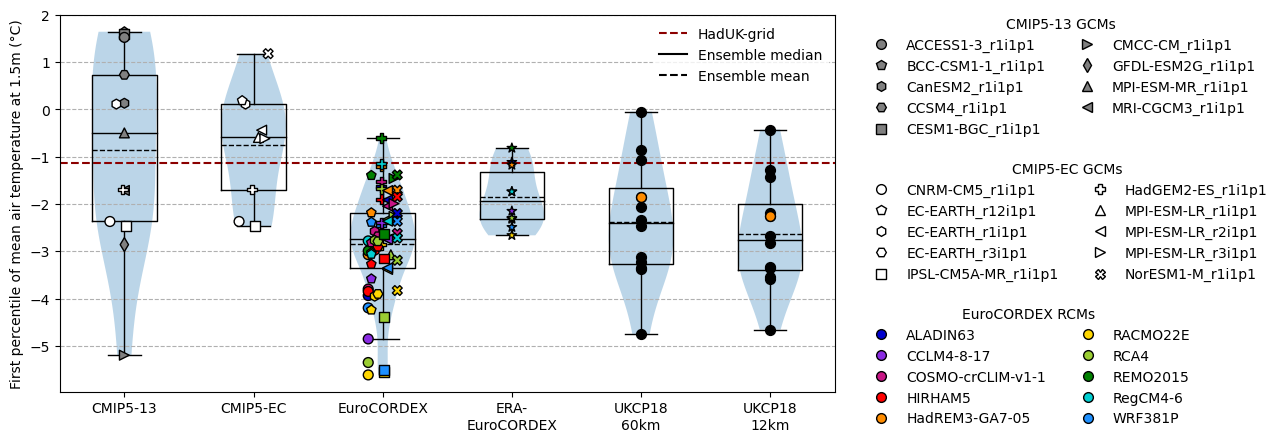 First percentile of mean air temperature at 1.5m (°C)
2
1
0
−1
−2
−3
−4
−5
HadUK-grid
Ensemble median
Ensemble mean
CMIP5-13
CMIP5-EC
EuroCORDEX
ERA-
EuroCORDEX
UKCP18
60km
UKCP18
12km
CMIP5-13 GCMs
ACCESS1-3_r1i1p1
BCC-CSM1-1_r1i1p1
CanESM2_r1i1p1
CCSM4_r1i1p1
CESM1-BGC_r1i1p1
CMCC-CM_r1i1p1
GFDL-ESM2G_r1i1p1
MPI-ESM-MR_r1i1p1
MRI-CGCM3_r1i1p1
CMIP5-EC GCMs
CNRM-CM5_r1i1p1
EC-EARTH_r12i1p1
EC-EARTH_r1i1p1
EC-EARTH_r3i1p1
IPSL-CM5A-MR_r1i1p1
HadGEM2-ES_r1i1p1
MPI-ESM-LR_r1i1p1
MPI-ESM-LR_r2i1p1
MPI-ESM-LR_r3i1p1
NorESM1-M_r1i1p1
EuroCORDEX RCMs
ALADIN63
CCLM4-8-17
COSMO-crCLIM-v1-1
HIRHAM5
HadREM3-GA7-05
RACMO22E
RCA4
REMO2015
RegCM4-6
WRF381P